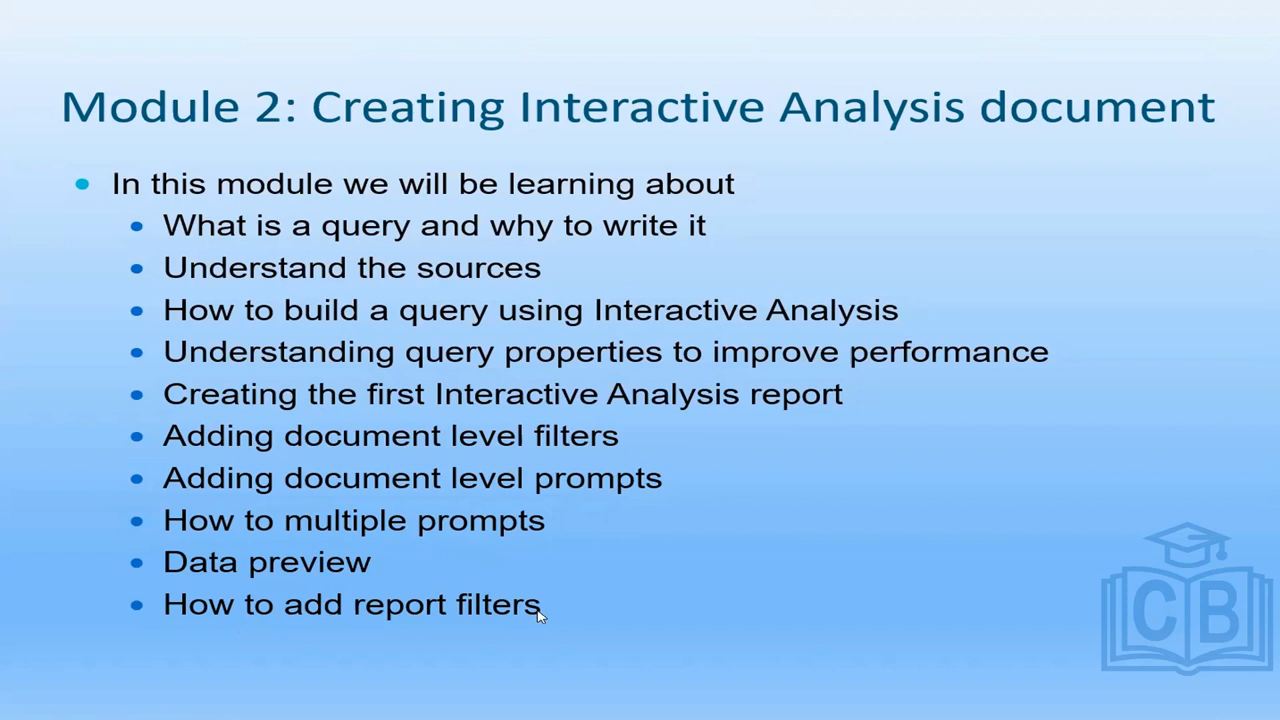 Module 2: Creating Interactive Analysis document
In this module we will be learning about
What is a query and why to write it
Understand the sources
How to build a query using Interactive Analysis
Understanding query properties to improve performance
Creating the first Interactive Analysis report
Adding document level filters
Adding document level prompts
How to multiple prompts
Data preview
How to add report filters
CB